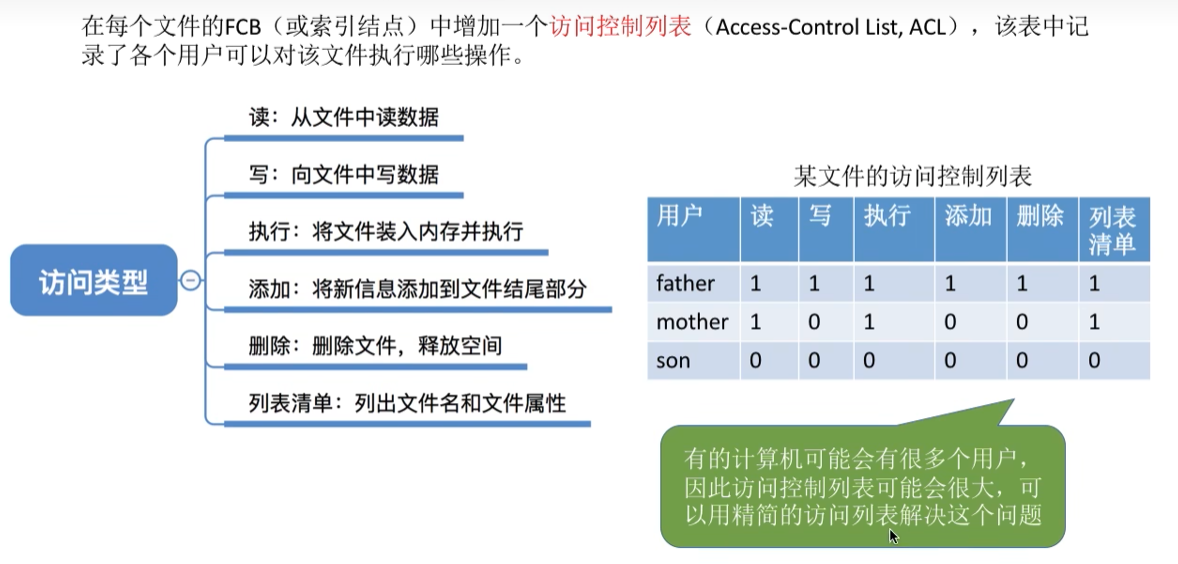 在每个文件的FCB（或索引结点）中增加一个访问控制列表（Access-Control List, ACL），该表中记
录了各个用户可以对该文件执行哪些操作。
访问类型
读：从文件中读数据
写：向文件中写数据
执行：将文件装入内存并执行
添加：将新信息添加到文件结尾部分
删除：删除文件，释放空间
列表清单：列出文件名和文件属性
某文件的访问控制列表
用户 读 写 执行 添加 删除 列表
清单
father 1 1 1 1 1 1
mother 1 0 1 0 0 1
son 0 0 0 0 0 0
有的计算机可能会有很多个用户，
因此访问控制列表可能会很大，可
以用精简的访问列表解决这个问题